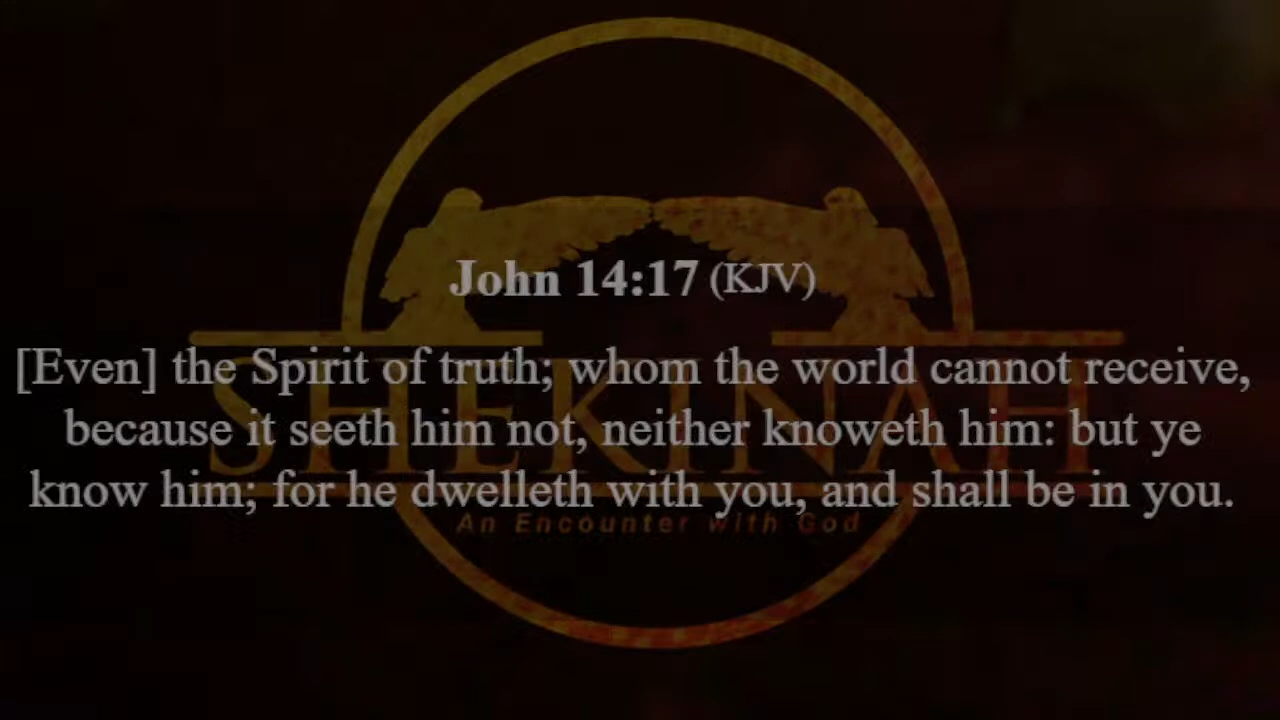 John 14:17 (KJV)
[Even] the Spirit of truth; whom the world cannot receive,
SHEKINAH
because it seeth him not, neither knoweth him: but ye
know him; for he dwelleth with you, and shall be in you.
An Encounter with God